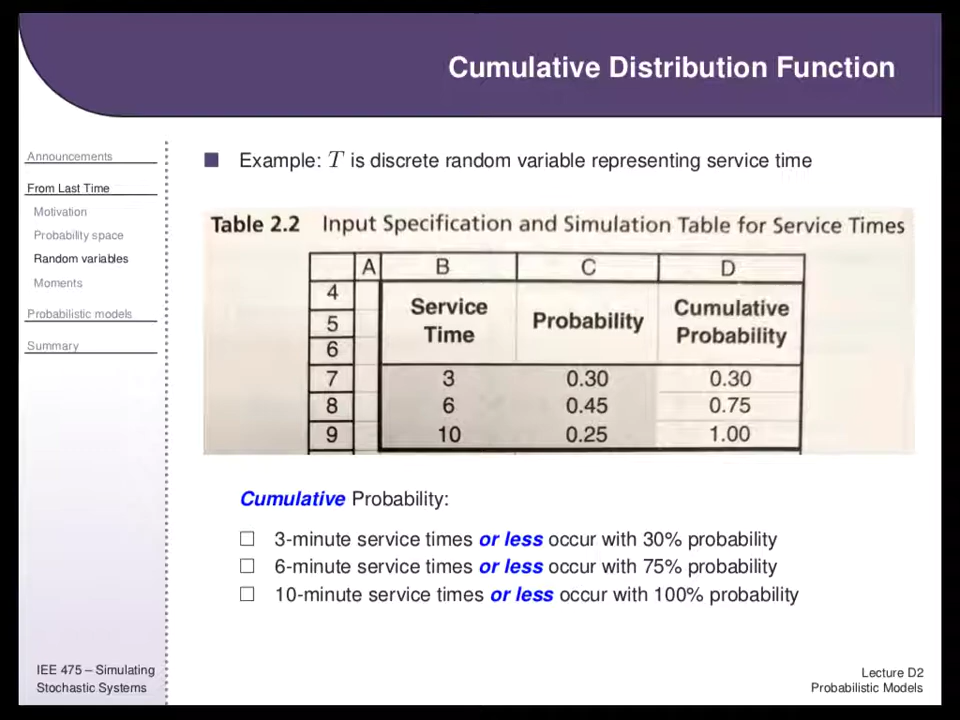 Cumulative Distribution Function
Announcements
From Last Time
Motivation
Probability space
Random variables
Moments
Probabilistic models
Summary
Example: T is discrete random variable representing service time
Table 2.2 Input Specification and Simulation Table for Service Times
A B C D
4
5
6
Service Time
Probability
Cumulative Probability
7 3 0.30 0.30
8 6 0.45 0.75
9 10 0.25 1.00
Cumulative Probability:
3-minute service times or less occur with 30% probability
6-minute service times or less occur with 75% probability
10-minute service times or less occur with 100% probability
IEE 475 – Simulating
Stochastic Systems
Lecture D2
Probabilistic Models